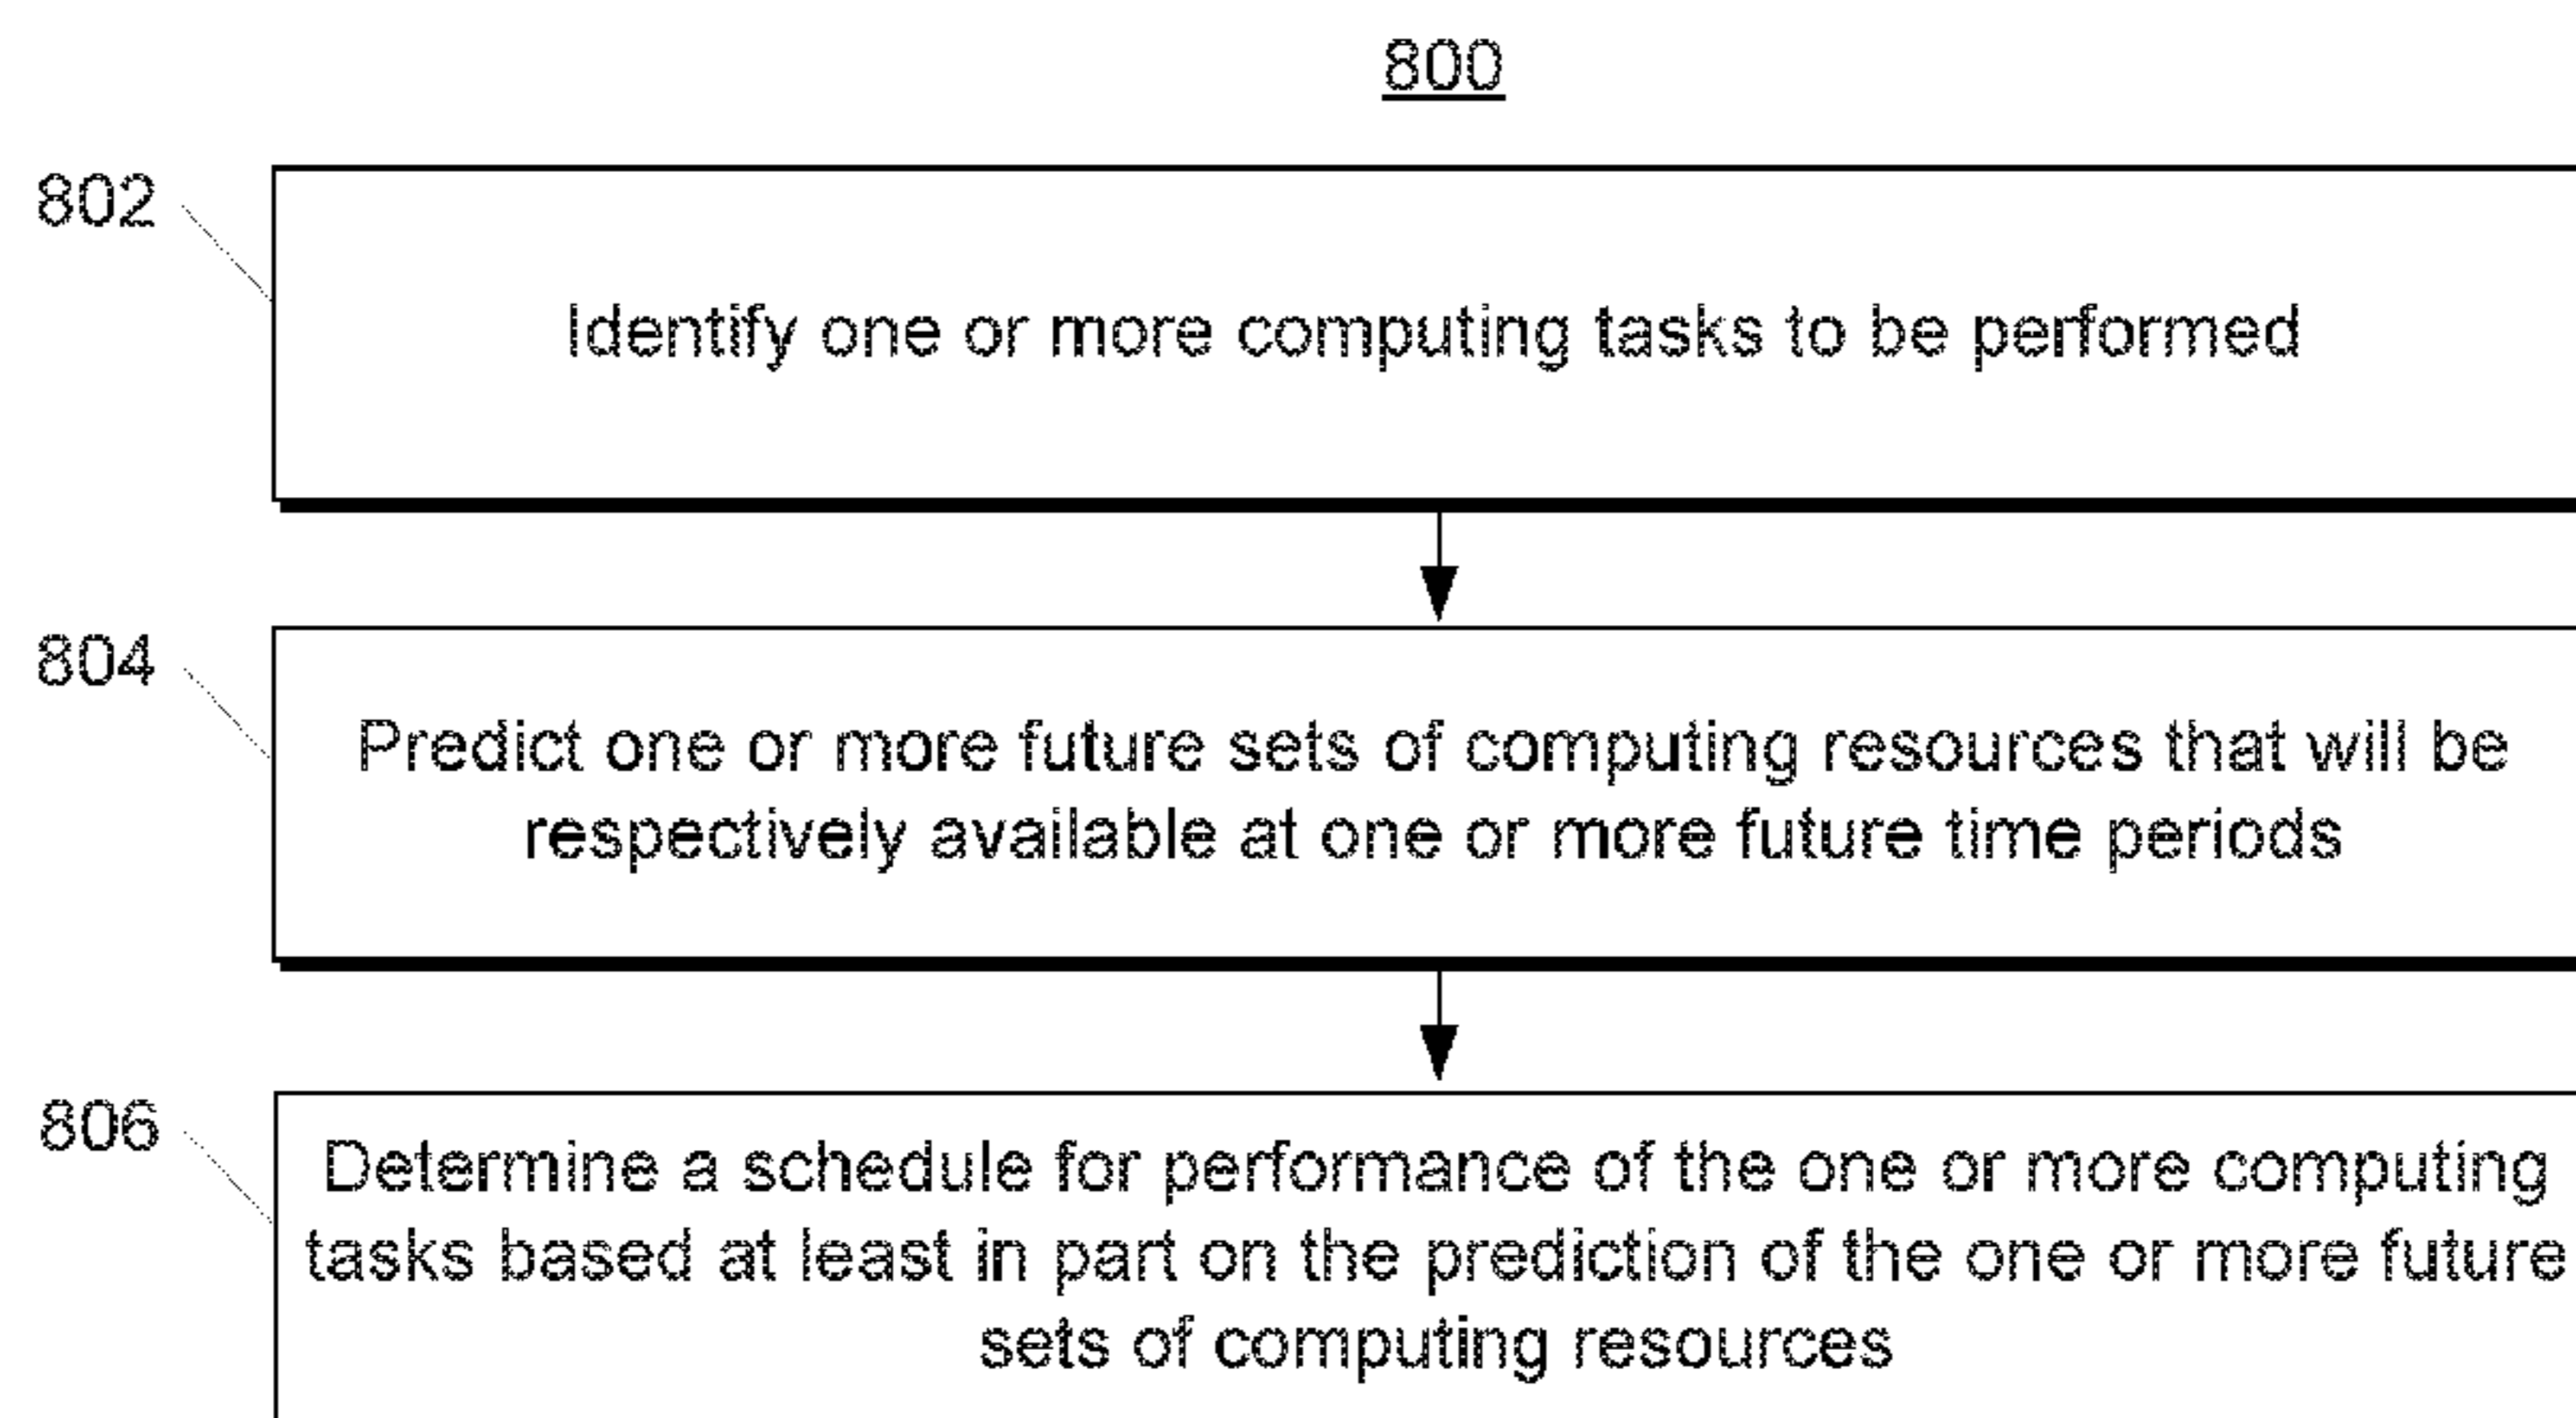 800
802
Identify one or more computing tasks to be performed
804
Predict one or more future sets of computing resources that will be
respectively available at one or more future time periods
806
Determine a schedule for performance of the one or more computing
tasks based at least in part on the prediction of the one or more future
sets of computing resources